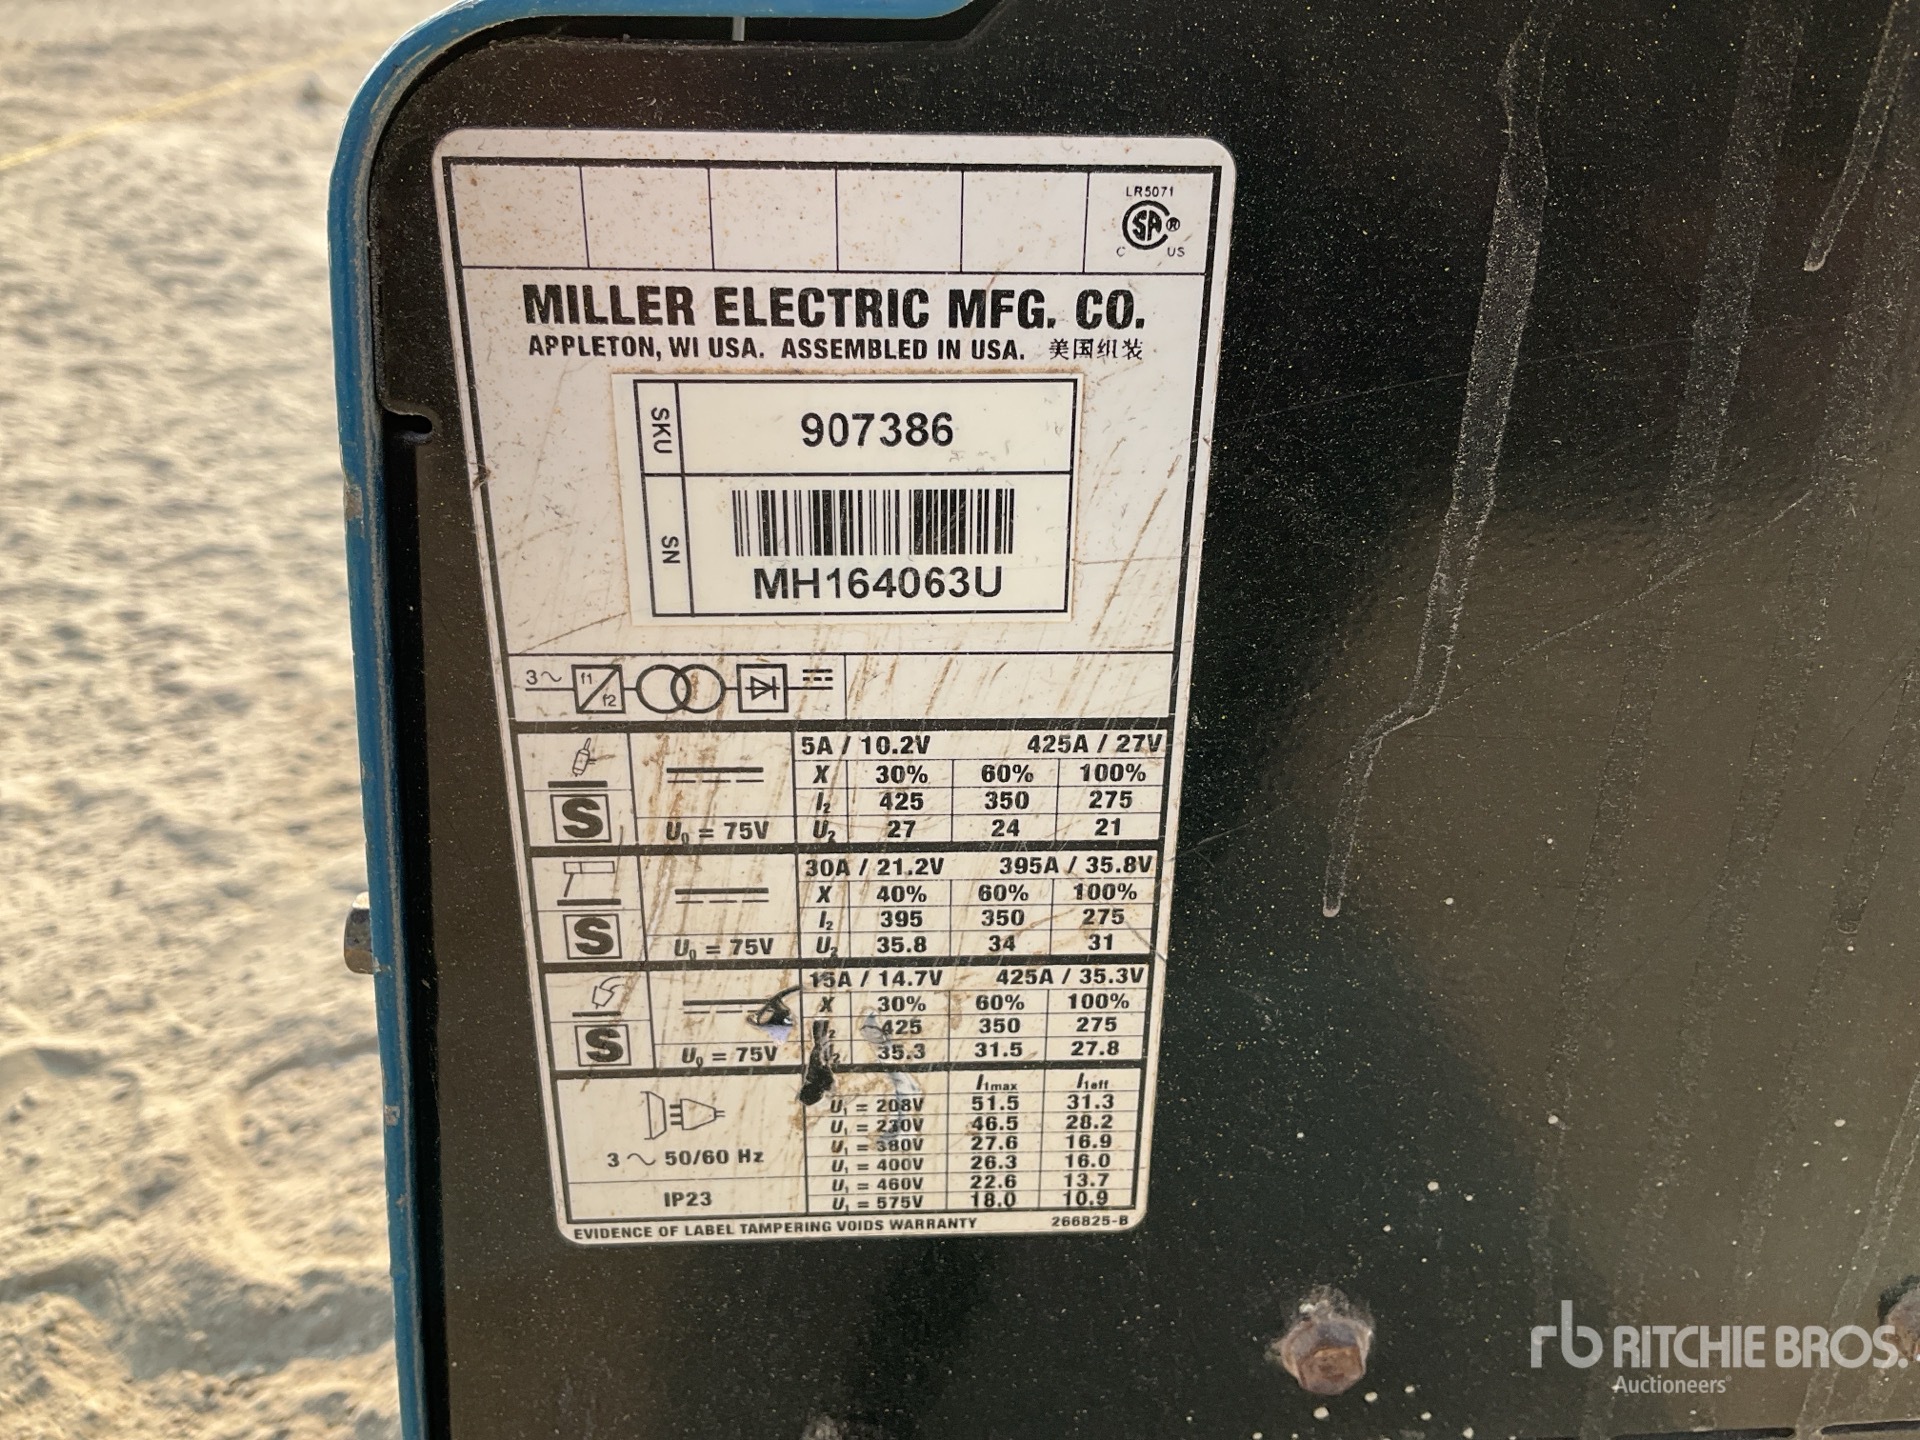 LR5071
SA®
C US
MILLER ELECTRIC MFG. CO.
APPLETON, WI USA. ASSEMBLED IN USA. 美国组装
SKU 907386
SN MH164063U
3~ f1 f2
5A / 10.2V 425A / 27V
X 30% 60% 100%
I2 425 350 275
S U0 = 75V U2 27 24 21
30A / 21.2V 395A / 35.8V
X 40% 60% 100%
I2 395 350 275
S U0 = 75V U2 35.8 34 31
15A / 14.7V 425A / 35.3V
X 30% 60% 100%
I2 425 350 275
S U0 = 75V U2 35.3 31.5 27.8
I1max I1eff
U1 = 208V 51.5 31.3
U1 = 230V 46.5 28.2
U1 = 380V 27.6 16.9
3~ 50/60 Hz U1 = 400V 26.3 16.0
U1 = 460V 22.6 13.7
IP23 U1 = 575V 18.0 10.9
EVIDENCE OF LABEL TAMPERING VOIDS WARRANTY 266825-B
rb RITCHIE BROS.
Auctioneers